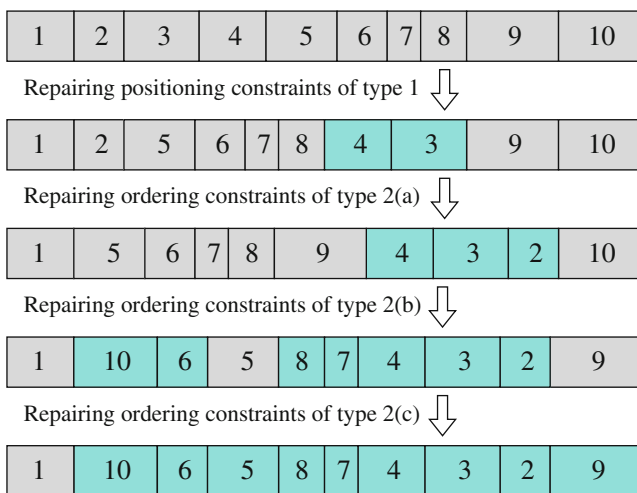 1 2 3 4 5 6 7 8 9 10
Repairing positioning constraints of type 1
1 2 5 6 7 8 4 3 9 10
Repairing ordering constraints of type 2(a)
1 5 6 7 8 9 4 3 2 10
Repairing ordering constraints of type 2(b)
1 10 6 5 8 7 4 3 2 9
Repairing ordering constraints of type 2(c)
1 10 6 5 8 7 4 3 2 9